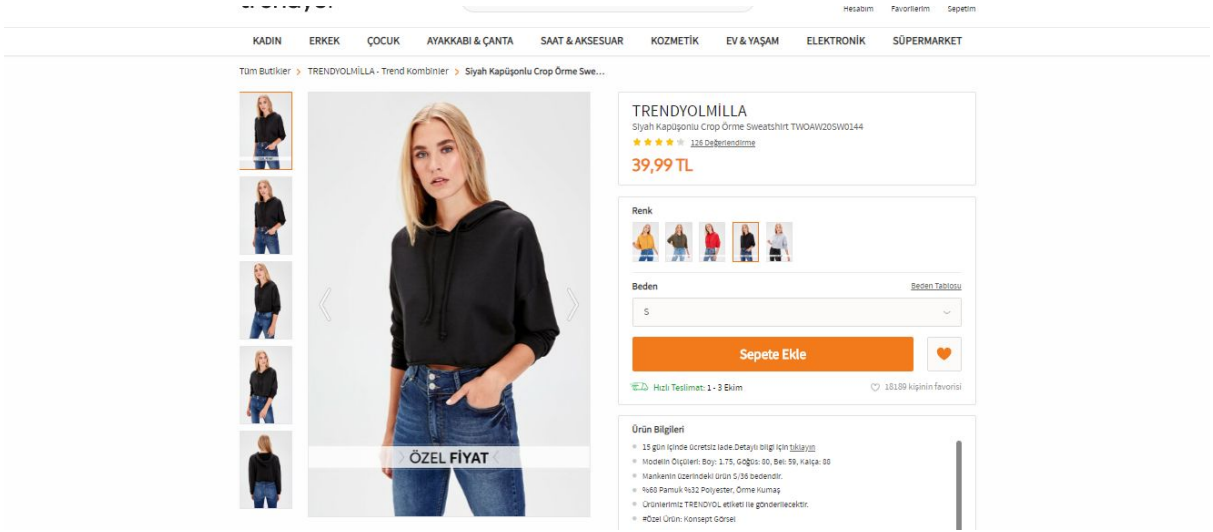 Hesabım Favorilerim Sepetim
KADIN ERKEK ÇOCUK AYAKKABI & ÇANTA SAAT & AKSESUAR KOZMETİK EV & YAŞAM ELEKTRONİK SÜPERMARKET
Tüm Butikler > TRENDYOLMİLLA - Trend Kombinler > Siyah Kapüşonlu Crop Örme Swe...
TRENDYOLMİLLA
Siyah Kapüşonlu Crop Örme Sweatshirt TWOAW20SW0144
126 Değerlendirme
39,99 TL
Renk
Beden Beden Tablosu
S
Sepete Ekle
Hızlı Teslimat: 1 - 3 Ekim 18189 kişinin favorisi
ÖZEL FİYAT
Ürün Bilgileri
15 gün içinde ücretsiz iade.Detaylı bilgi için tıklayın
Modelin Ölçüleri: Boy: 1.75, Göğüs: 80, Bel: 59, Kalça: 88
Mankenin üzerindeki ürün S/36 bedendir.
%68 Pamuk %32 Polyester, Örme Kumaş
Ürünlerimiz TRENDYOL etiketi ile gönderilecektir.
#Özel Ürün: Konsept Görsel